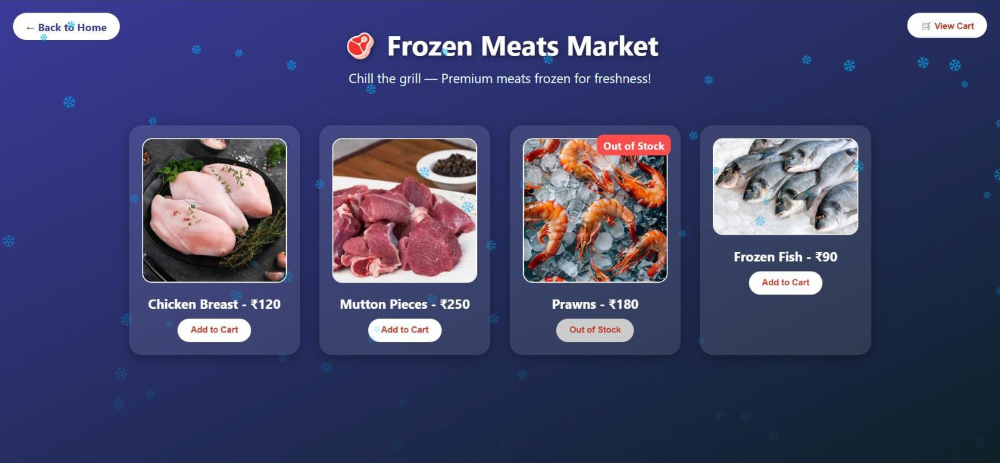 ← Back to Home
🛒 View Cart
🥩 Frozen Meats Market
Chill the grill — Premium meats frozen for freshness!
Out of Stock
Chicken Breast - ₹120
Add to Cart
Mutton Pieces - ₹250
Add to Cart
Prawns - ₹180
Out of Stock
Frozen Fish - ₹90
Add to Cart